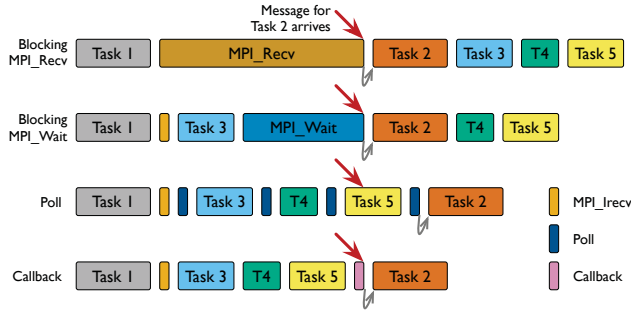 Message for
Task 2 arrives
Blocking
MPI_Recv
Task 1 MPI_Recv Task 2 Task 3 T4 Task 5
Blocking
MPI_Wait
Task 1 Task 3 MPI_Wait Task 2 T4 Task 5
Poll Task 1 Task 3 T4 Task 5 Task 2
MPI_Irecv
Poll
Callback Task 1 Task 3 T4 Task 5 Task 2
Callback